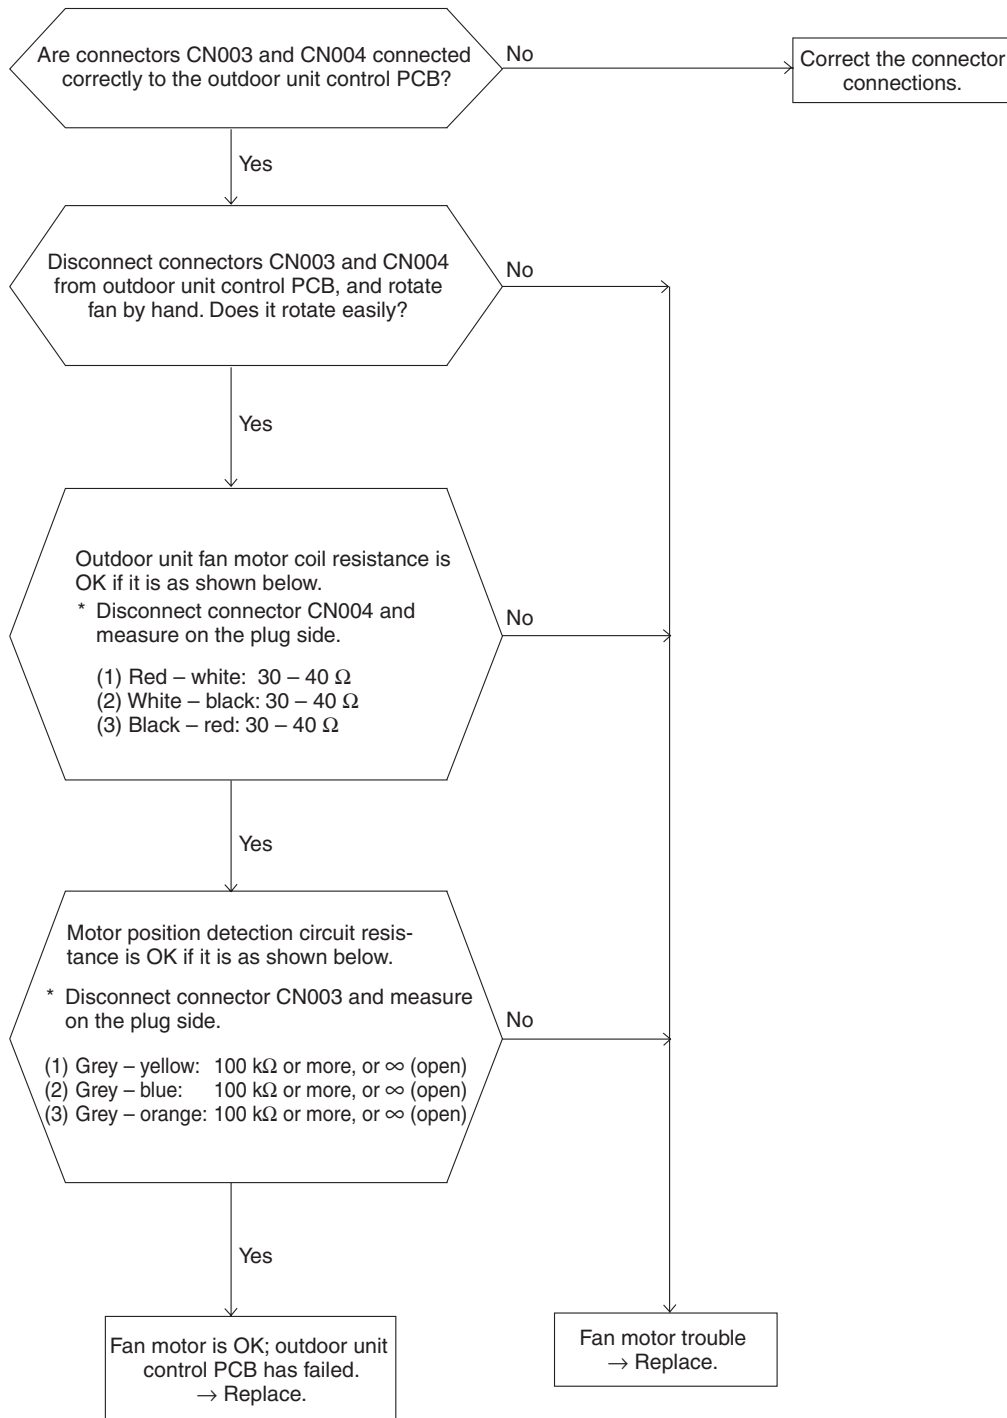 Are connectors CN003 and CN004 connected
correctly to the outdoor unit control PCB?
No
Correct the connector
connections.
Yes
Disconnect connectors CN003 and CN004
from outdoor unit control PCB, and rotate
fan by hand. Does it rotate easily?
No
Yes
Outdoor unit fan motor coil resistance is
OK if it is as shown below.
* Disconnect connector CN004 and
measure on the plug side.
(1) Red – white: 30 – 40 Ω
(2) White – black: 30 – 40 Ω
(3) Black – red: 30 – 40 Ω
No
Yes
Motor position detection circuit resis-
tance is OK if it is as shown below.
* Disconnect connector CN003 and measure
on the plug side.
(1) Grey – yellow: 100 kΩ or more, or ∞ (open)
(2) Grey – blue: 100 kΩ or more, or ∞ (open)
(3) Grey – orange: 100 kΩ or more, or ∞ (open)
No
Yes
Fan motor is OK; outdoor unit
control PCB has failed.
→ Replace.
Fan motor trouble
→ Replace.